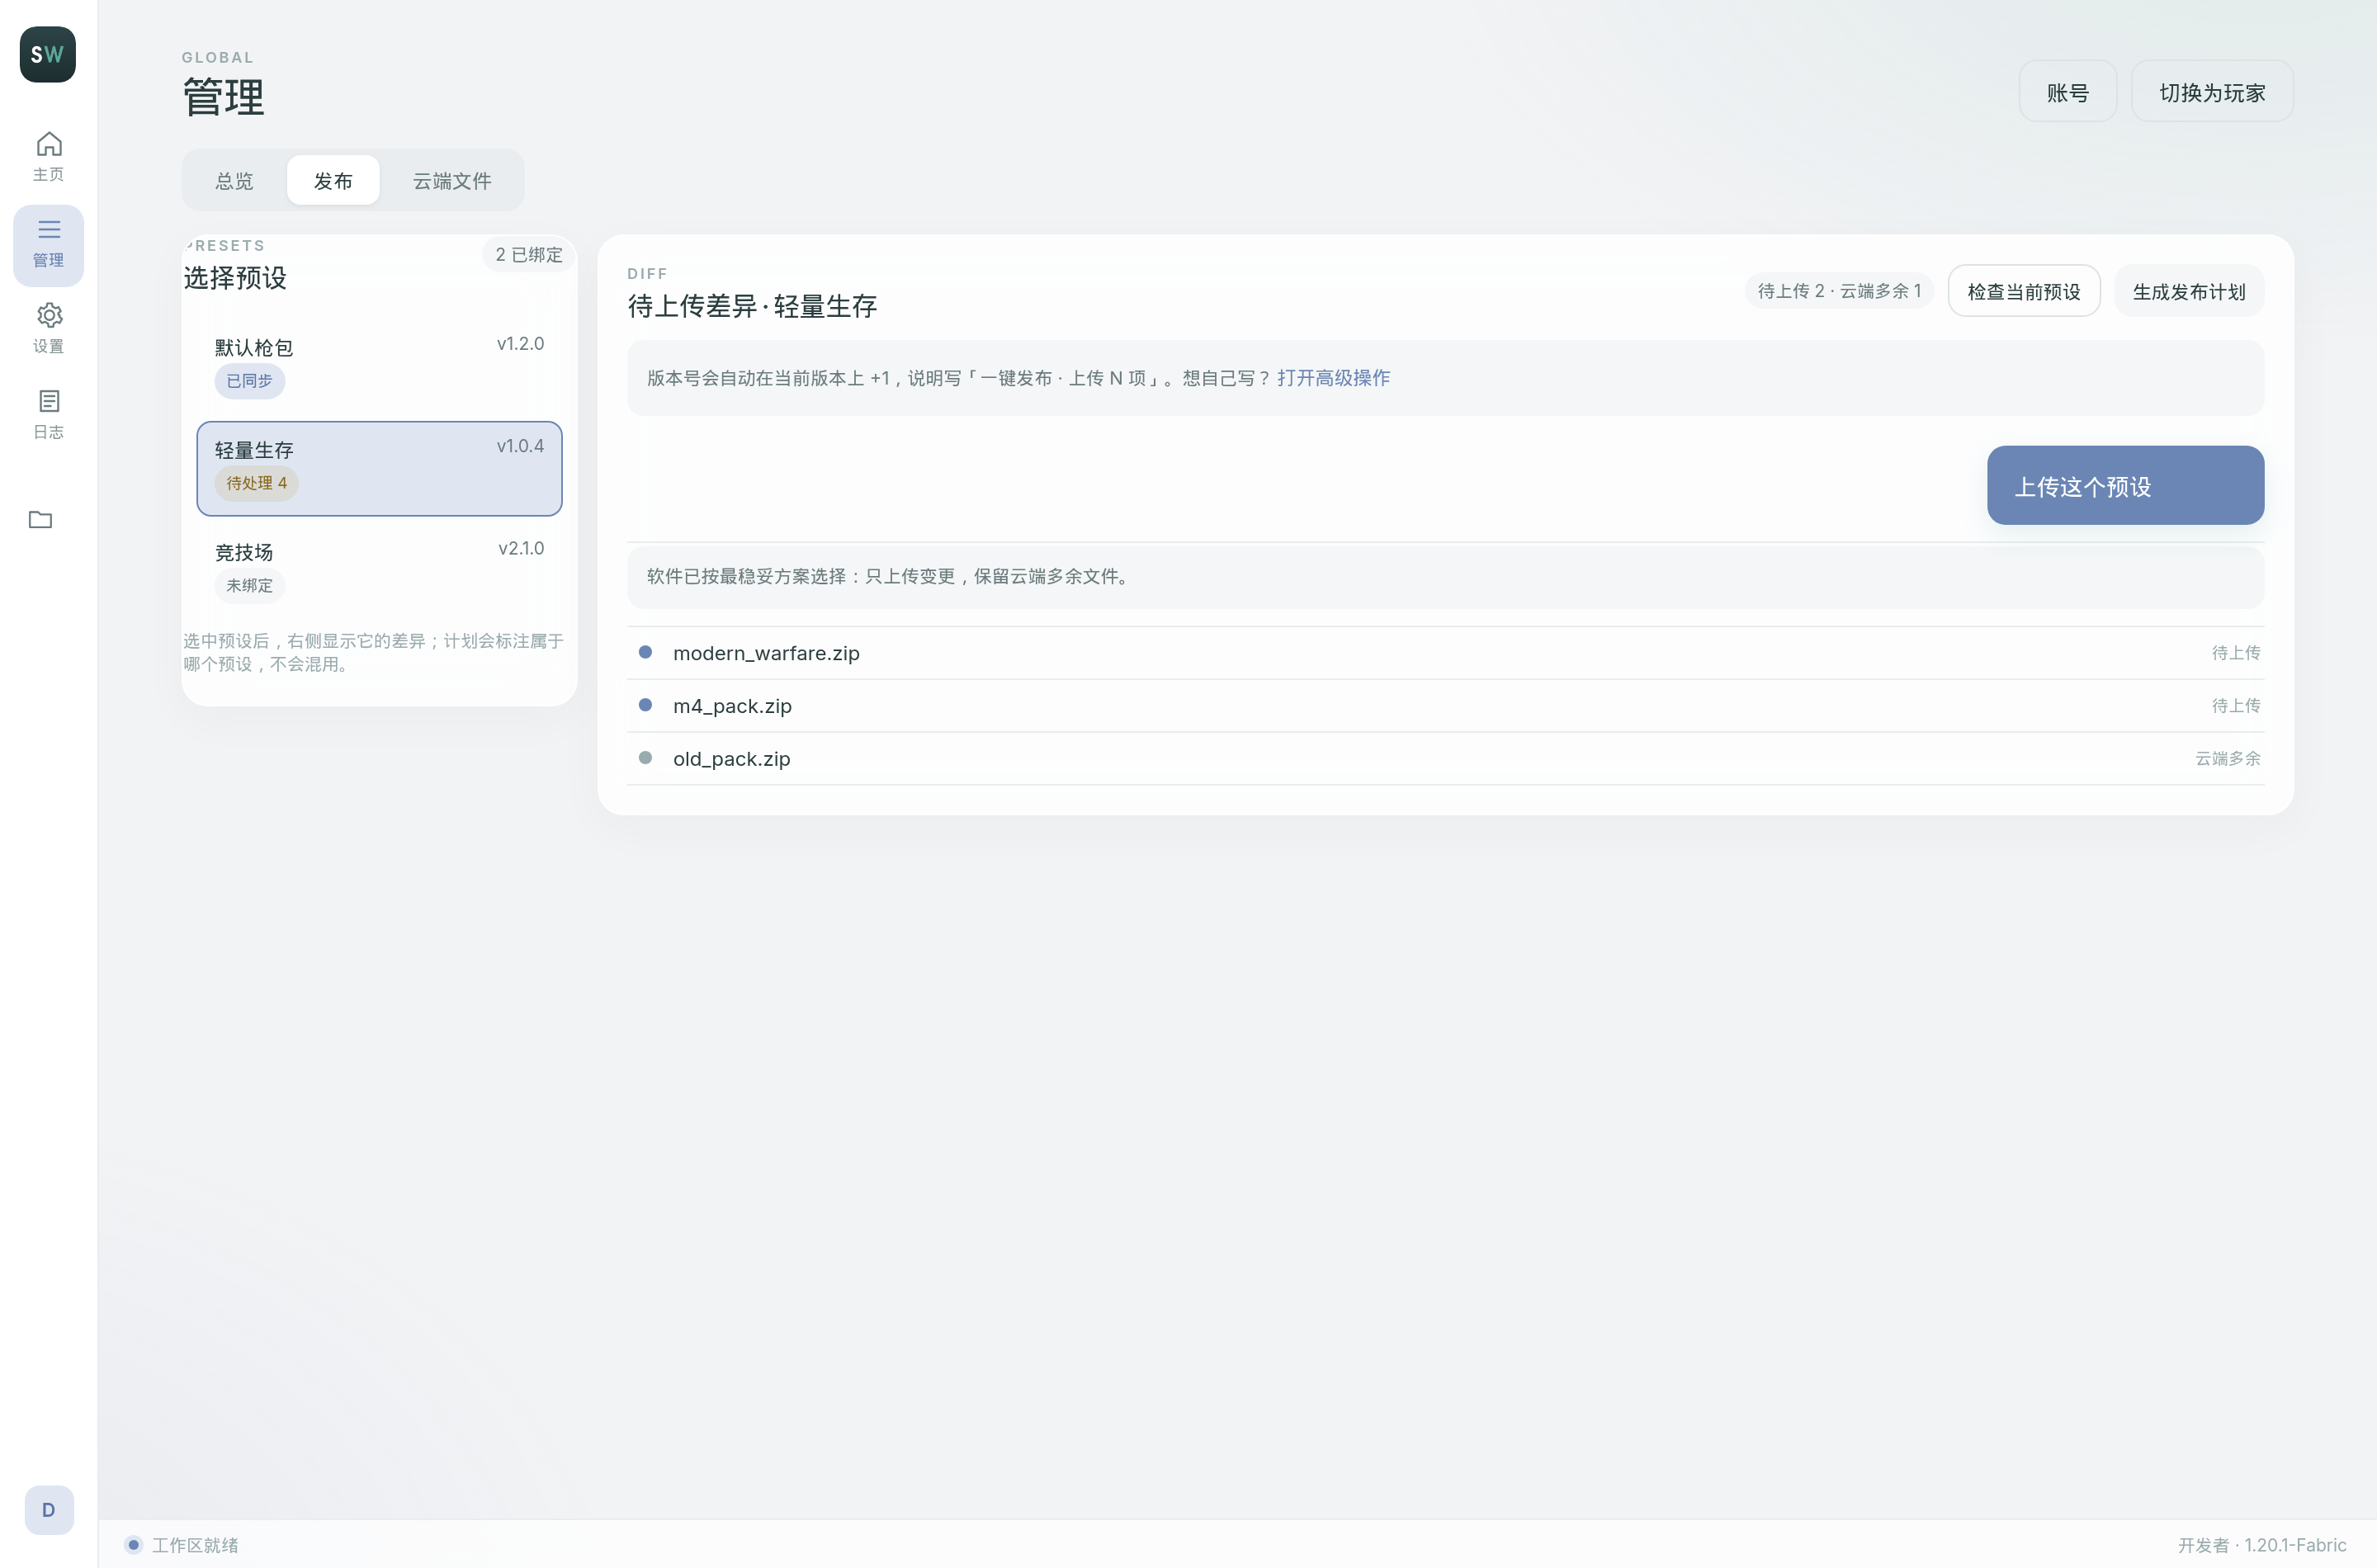 SW
主页
管理
设置
日志
D
GLOBAL
管理
账号
切换为玩家
总览
发布
云端文件
PRESETS
选择预设
2 已绑定
默认枪包
v1.2.0
已同步
轻量生存
v1.0.4
待处理 4
竞技场
v2.1.0
未绑定
选中预设后，右侧显示它的差异；计划会标注属于
哪个预设，不会混用。
DIFF
待上传差异·轻量生存
待上传 2 · 云端多余 1
检查当前预设
生成发布计划
版本号会自动在当前版本上 +1，说明写「一键发布 · 上传 N 项」。想自己写？打开高级操作
上传这个预设
软件已按最稳妥方案选择：只上传变更，保留云端多余文件。
modern_warfare.zip
待上传
m4_pack.zip
待上传
old_pack.zip
云端多余
工作区就绪
开发者 · 1.20.1-Fabric